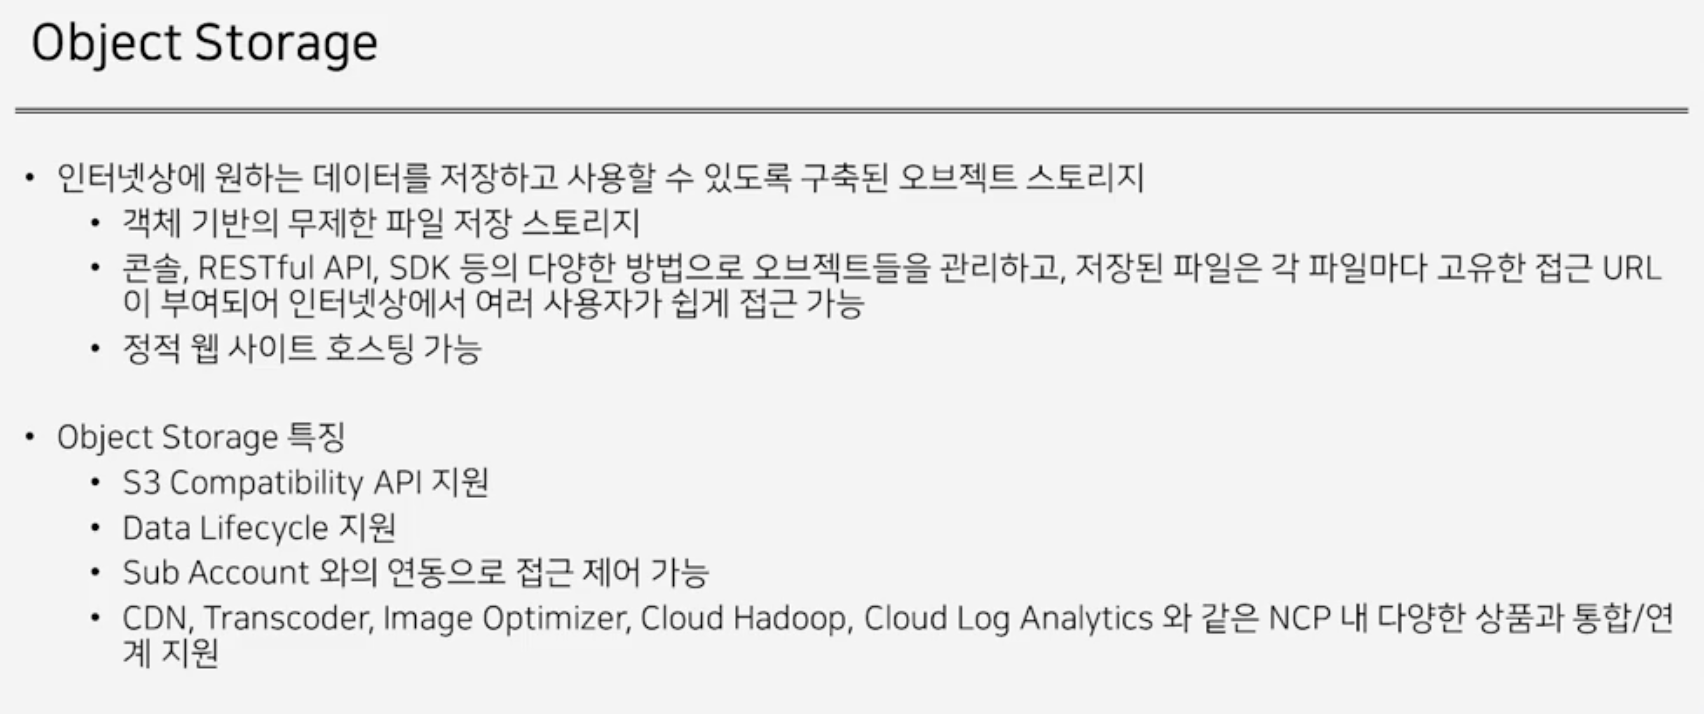 Object Storage
• 인터넷상에 원하는 데이터를 저장하고 사용할 수 있도록 구축된 오브젝트 스토리지
• 객체 기반의 무제한 파일 저장 스토리지
• 콘솔, RESTful API, SDK 등의 다양한 방법으로 오브젝트들을 관리하고, 저장된 파일은 각 파일마다 고유한 접근 URL
이 부여되어 인터넷상에서 여러 사용자가 쉽게 접근 가능
• 정적 웹 사이트 호스팅 가능
• Object Storage 특징
• S3 Compatibility API 지원
• Data Lifecycle 지원
• Sub Account 와의 연동으로 접근 제어 가능
• CDN, Transcoder, Image Optimizer, Cloud Hadoop, Cloud Log Analytics 와 같은 NCP 내 다양한 상품과 통합/연
계 지원